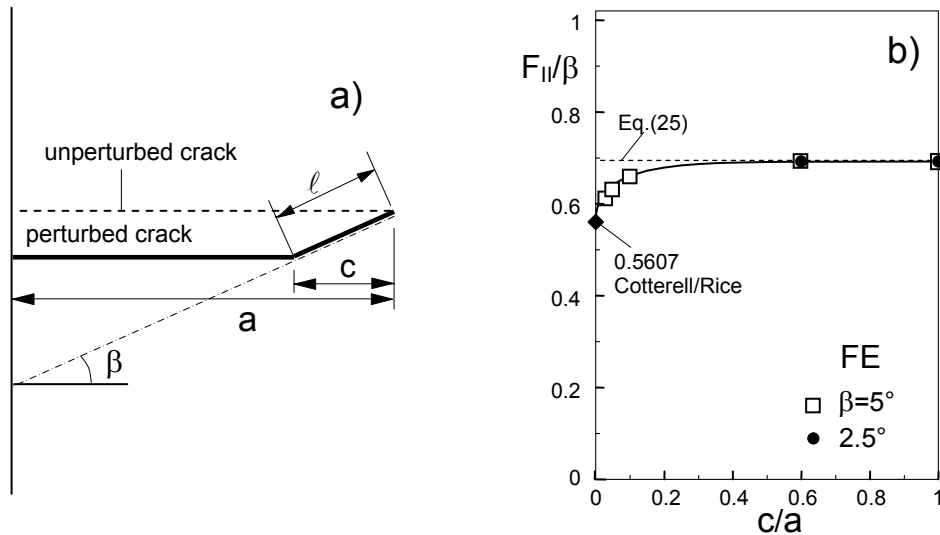 a)
unperturbed crack
ℓ
perturbed crack
c
a
β
b)
F_II/β
1
0.8
0.6
0.4
0.2
0
Eq.(25)
0.5607
Cotterell/Rice
FE
β=5°
2.5°
0 0.2 0.4 0.6 0.8 1
c/a